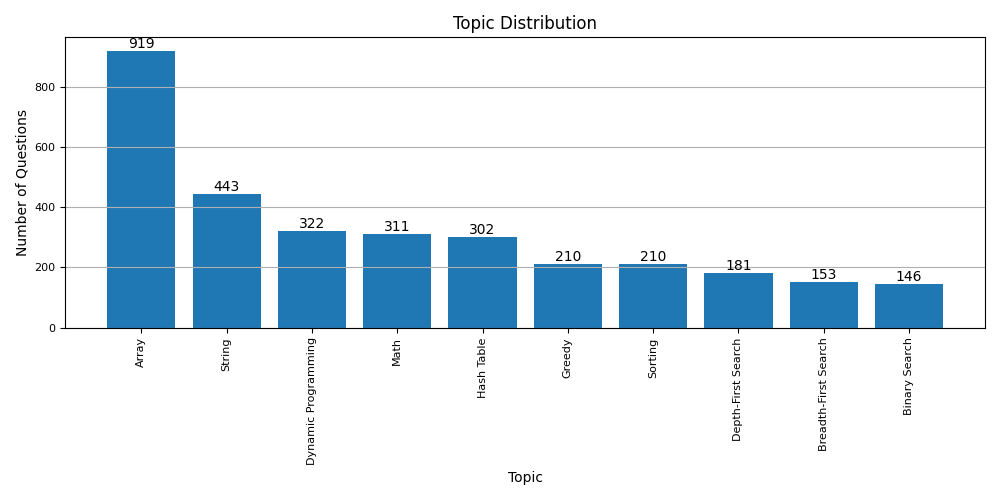 Topic Distribution
919
443
322
311
302
210
210
181
153
146
800
600
400
200
0
Number of Questions
Array
String
Dynamic Programming
Math
Hash Table
Greedy
Sorting
Depth-First Search
Breadth-First Search
Binary Search
Topic